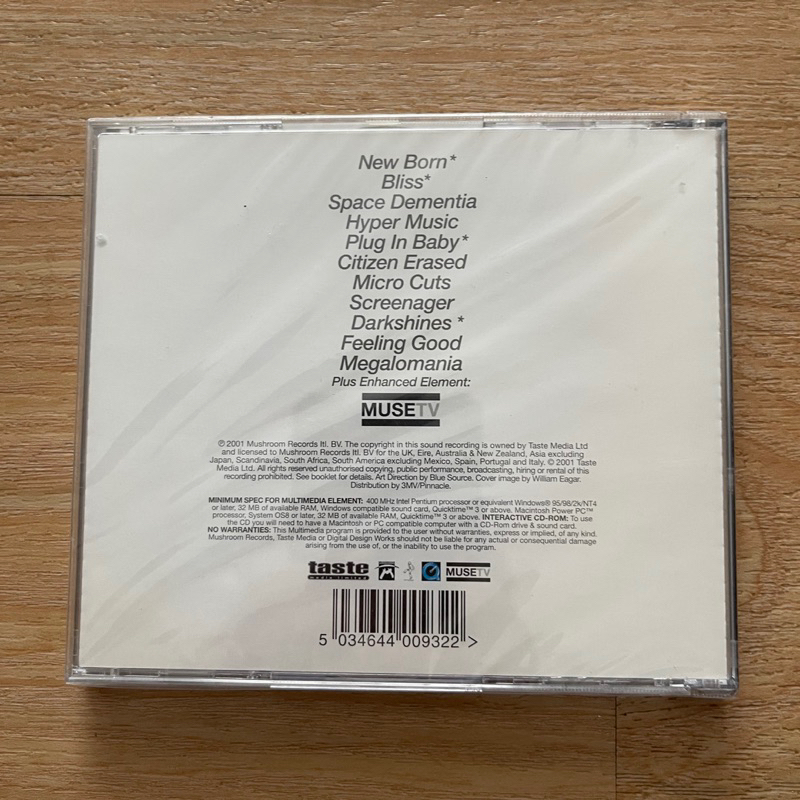 New Born*
Bliss*
Space Dementia
Hyper Music
Plug In Baby*
Citizen Erased
Micro Cuts
Screenager
Darkshines *
Feeling Good
Megalomania
Plus Enhanced Element:
MUSETV
℗ 2001 Mushroom Records Itl. BV. The copyright in this sound recording is owned by Taste Media Ltd
and licensed to Mushroom Records Itl. BV for the UK, Eire, Australia & New Zealand, Asia excluding
Japan, Scandinavia, South Africa, South America excluding Mexico, Spain, Portugal and Italy. © 2001 Taste
Media Ltd. All rights reserved unauthorised copying, public performance, broadcasting, hiring or rental of this
recording prohibited. See booklet for details. Art Direction by Blue Source. Cover image by William Eagar.
Distribution by 3MV/Pinnacle.
MINIMUM SPEC FOR MULTIMEDIA ELEMENT: 400 MHz Intel Pentium processor or equivalent Windows® 95/98/2k/NT4
or later, 32 MB of available RAM, Windows compatible sound card, Quicktime™ 3 or above. Macintosh Power PC™
processor, System OS8 or later, 32 MB of available RAM, Quicktime™ 3 or above. INTERACTIVE CD-ROM: To use
the CD you will need to have a Macintosh or PC compatible computer with a CD-Rom drive & sound card.
NO WARRANTIES: This Multimedia program is provided to the user without warranties, express or implied, of any kind.
Mushroom Records, Taste Media or Digital Design Works should not be liable for any actual or consequential damage
arising from the use of, or the inability to use the program.
taste
media limited
MUSETV
5 034644 009322 >